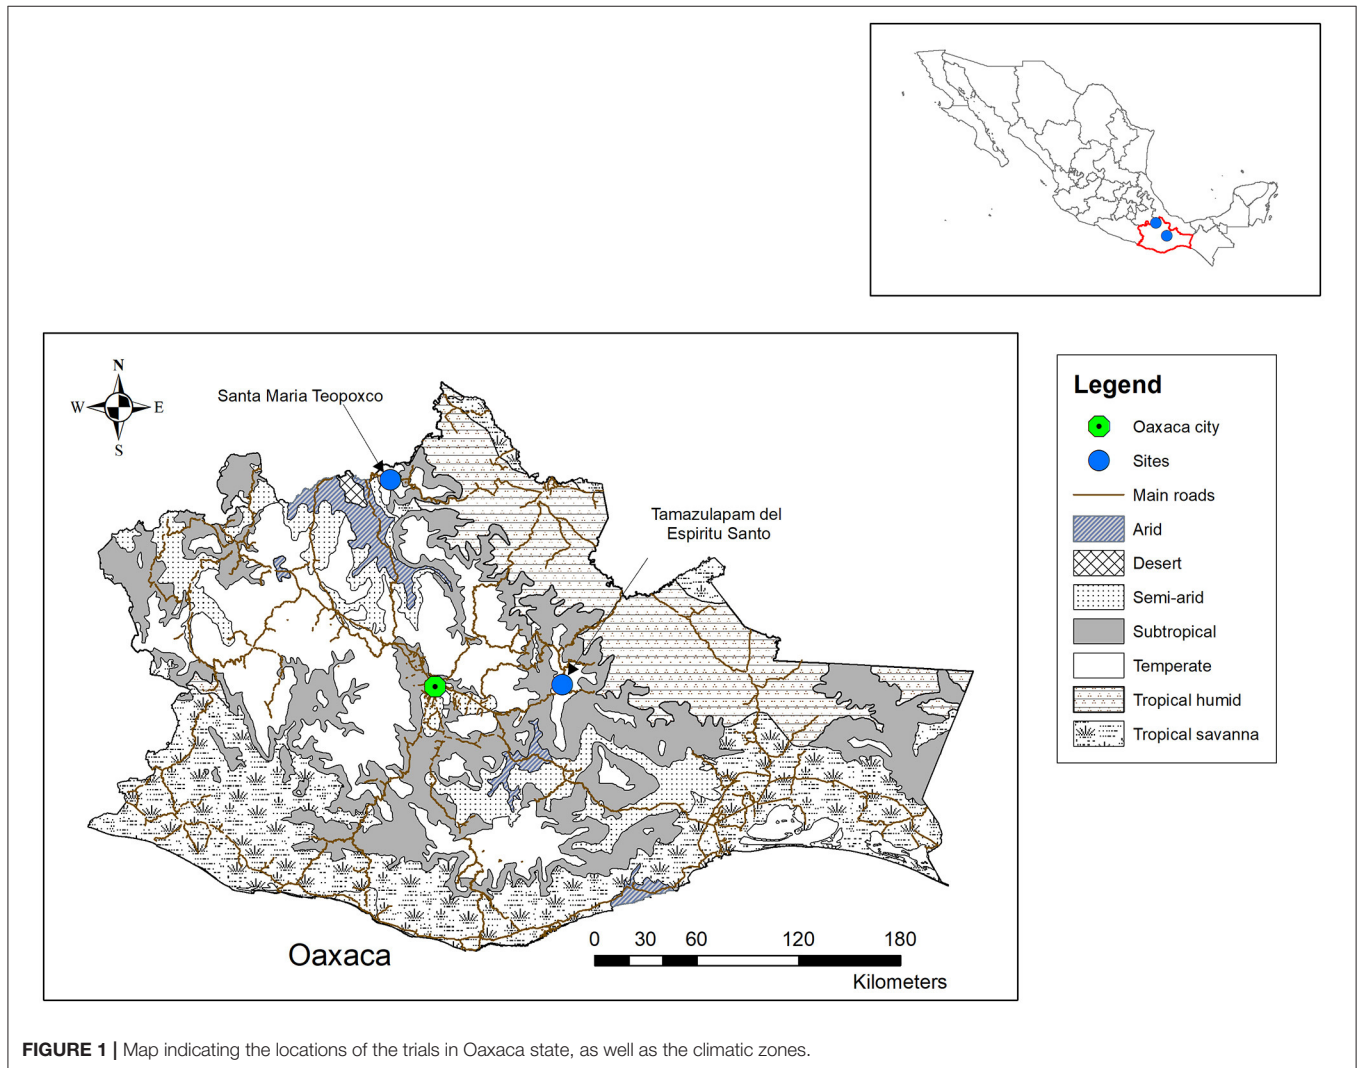 N
W E
S
Santa Maria Teopoxco
Tamazulapam del
Espiritu Santo
Oaxaca
0 30 60 120 180
Kilometers
Legend
Oaxaca city
Sites
Main roads
Arid
Desert
Semi-arid
Subtropical
Temperate
Tropical humid
Tropical savanna
FIGURE 1 | Map indicating the locations of the trials in Oaxaca state, as well as the climatic zones.